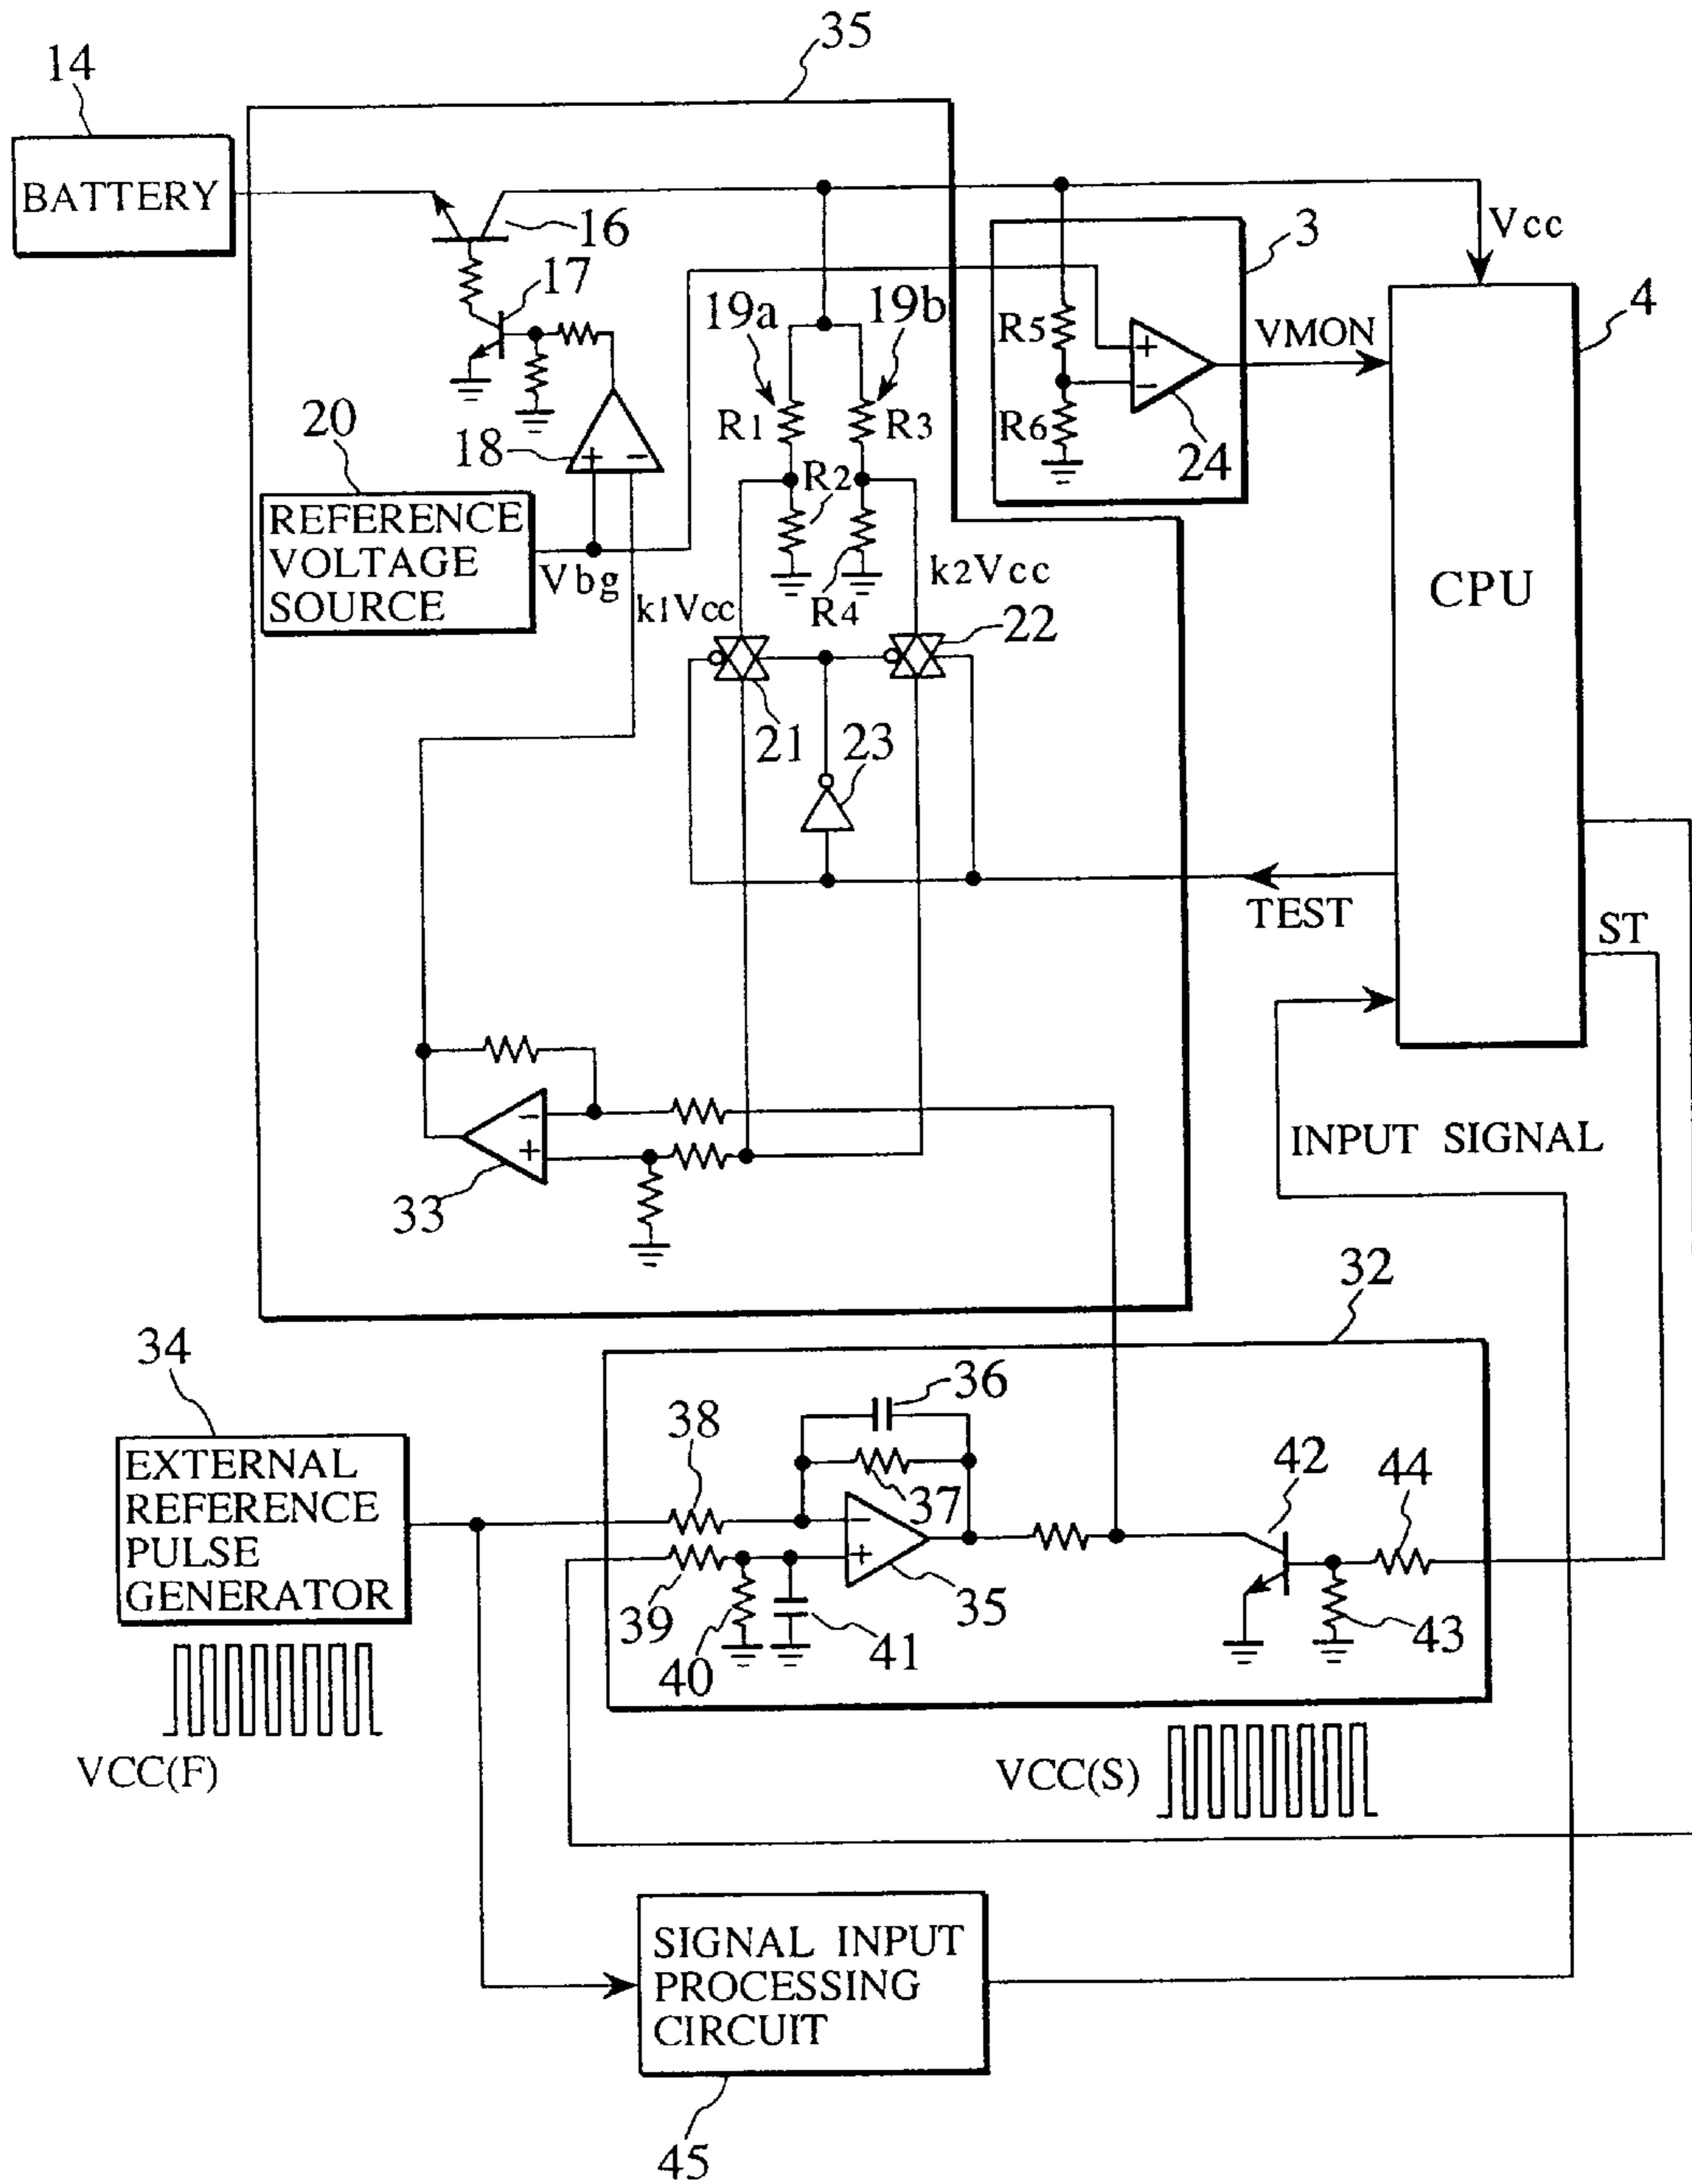 35
14
BATTERY
16
Vcc
3
17
4
19a
19b
R5
VMON
R1
R3
R6
20
18
24
R2
REFERENCE
VOLTAGE
SOURCE
Vbg
k2Vcc
CPU
k1Vcc
R4
22
21
23
TEST
ST
INPUT SIGNAL
33
32
34
36
38
EXTERNAL
REFERENCE
PULSE
GENERATOR
42
44
37
39
35
40
41
43
VCC(F)
VCC(S)
SIGNAL INPUT
PROCESSING
CIRCUIT
45